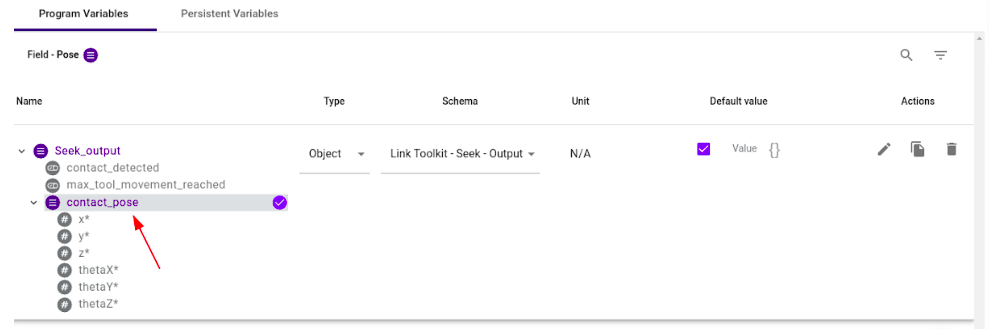 Program Variables Persistent Variables
Field - Pose
Name Type Schema Unit Default value Actions
Seek_output Object Link Toolkit - Seek - Output N/A Value {}
contact_detected
max_tool_movement_reached
contact_pose
# x*
# y*
# z*
# thetaX*
# thetaY*
# thetaZ*